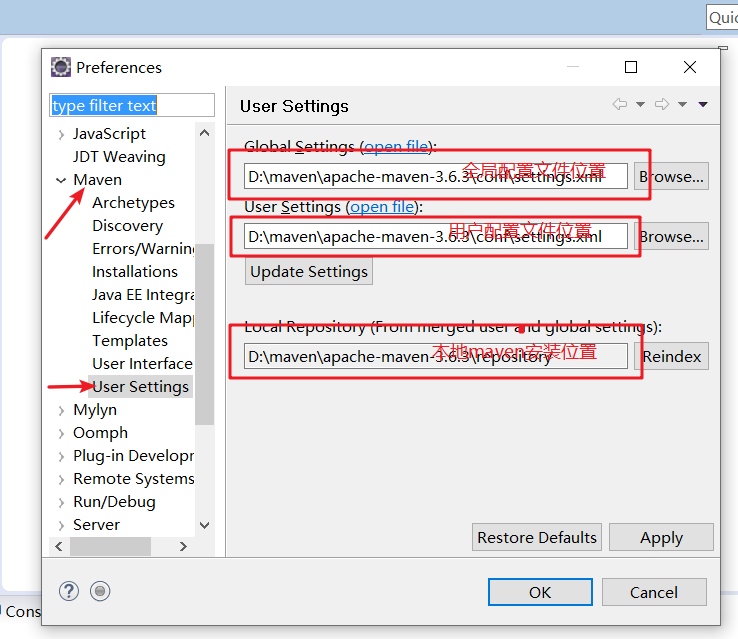 Quic
Preferences
type filter text
User Settings
JavaScript
JDT Weaving
Maven
Archetypes
Discovery
Errors/Warning
Installations
Java EE Integra
Lifecycle Mapp
Templates
User Interface
User Settings
Mylyn
Oomph
Plug-in Developr
Remote Systems
Run/Debug
Server
Global Settings (open file):
D:\maven\apache-maven-3.6.3\conf\settings.xml
全局配置文件位置
Browse...
User Settings (open file):
D:\maven\apache-maven-3.6.3\conf\settings.xml
用户配置文件位置
Browse...
Update Settings
Local Repository (From merged user and global settings):
D:\maven\apache-maven-3.6.3\repository
本地maven安装位置
Reindex
Restore Defaults
Apply
?
OK
Cancel
Cons